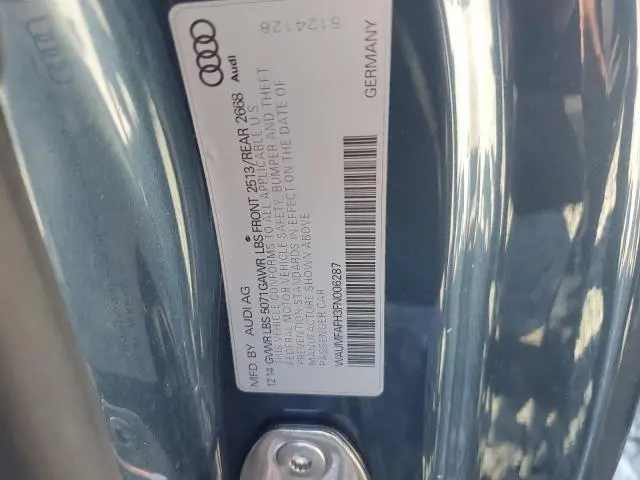 5124128
Audi
MFD BY AUDI AG
12 14 GVWR LBS 5071 GAWR LBS FRONT 2513/REAR 2668
THIS VEHICLE CONFORMS TO ALL APPLICABLE U S
FEDERAL MOTOR VEHICLE SAFETY, BUMPER AND THEFT
PREVENTION STANDARDS IN EFFECT ON THE DATE OF
MANUFACTURE SHOWN ABOVE
PASSENGER CAR
WAUMFAFH3FN006287
GERMANY